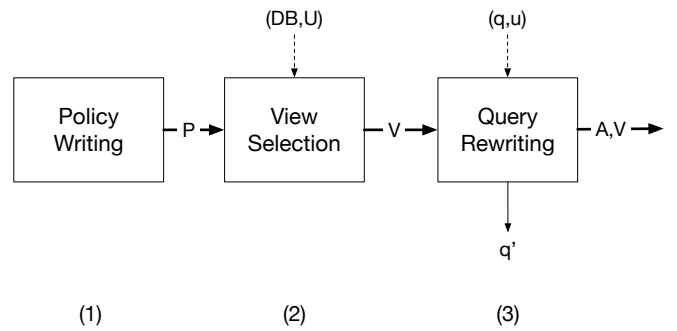 (DB,U)
(q,u)
Policy
Writing
P
View
Selection
V
Query
Rewriting
A,V
q'
(1)
(2)
(3)